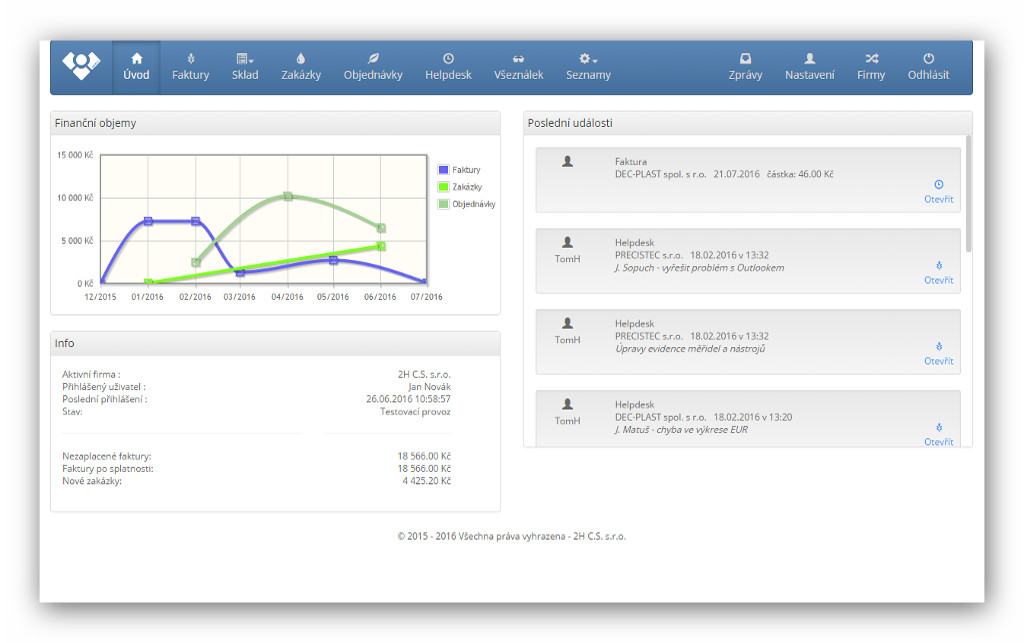 Úvod
Faktury
Sklad
Zakázky
Objednávky
Helpdesk
Všeználek
Seznamy
Zprávy
Nastavení
Firmy
Odhlásit
Finanční objemy
15 000 Kč
10 000 Kč
5 000 Kč
0 Kč
12/2015 01/2016 02/2016 03/2016 04/2016 05/2016 06/2016 07/2016
Faktury
Zakázky
Objednávky
Info
Aktivní firma : 2H C.S. s.r.o.
Přihlášený uživatel : Jan Novák
Poslední přihlášení : 26.06.2016 10:58:57
Stav: Testovací provoz
Nezaplacené faktury: 18 566.00 Kč
Faktury po splatnosti: 18 566.00 Kč
Nové zakázky: 4 425.20 Kč
Poslední události
Faktura
DEC-PLAST spol. s r.o. 21.07.2016 částka: 46.00 Kč
Otevřít
Helpdesk
TomH PRECISTEC s.r.o. 18.02.2016 v 13:32
J. Sopuch - vyřešit problém s Outlookem
Otevřít
Helpdesk
TomH PRECISTEC s.r.o. 18.02.2016 v 13:32
Úpravy evidence měřidel a nástrojů
Otevřít
Helpdesk
TomH DEC-PLAST spol. s r.o. 18.02.2016 v 13:20
J. Matuš - chyba ve výkrese EUR
Otevřít
© 2015 - 2016 Všechna práva vyhrazena - 2H C.S. s.r.o.